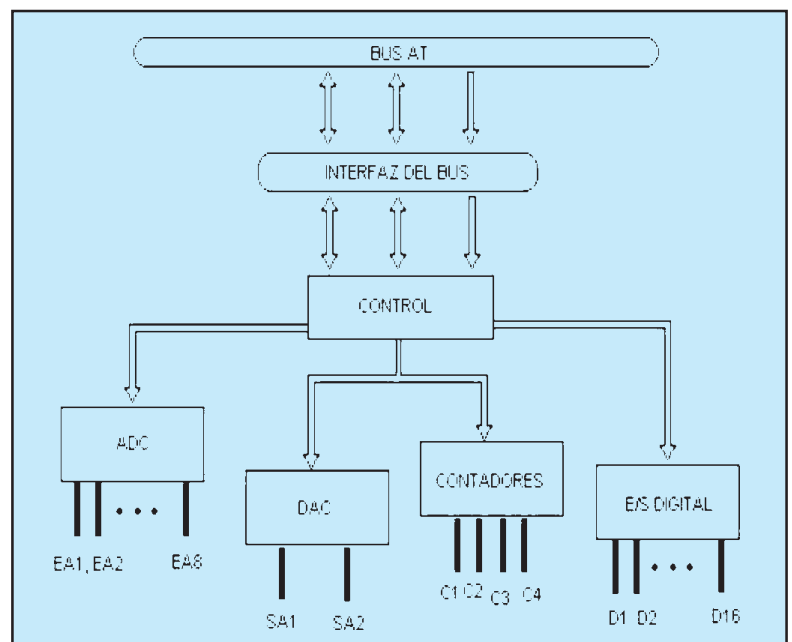 BUS AT
INTERFAZ DEL BUS
CONTROL
ADC
DAC
CONTADORES
E/S DIGITAL
EA1, EA2 • • • EA8
SA1 SA2
C1 C2 C3 C4
D1 D2 • • • D16